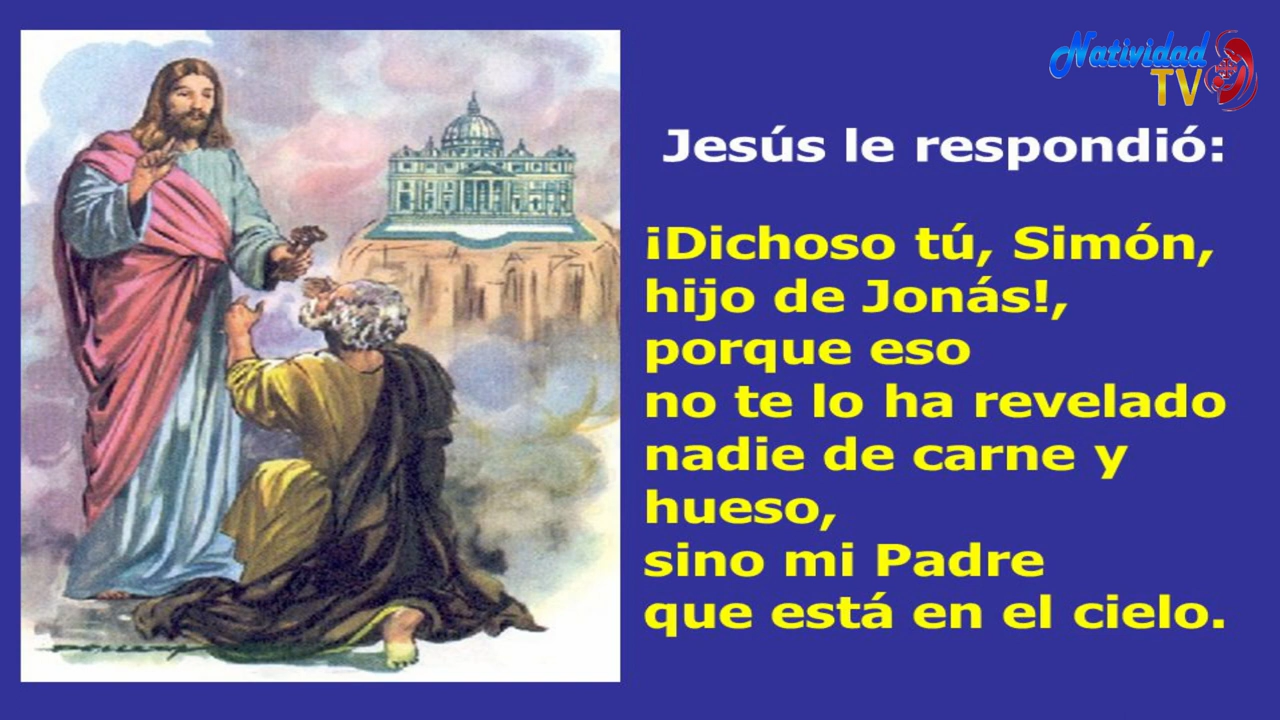 Natividad
TV
Jesús le respondió:
¡Dichoso tú, Simón,
hijo de Jonás!,
porque eso
no te lo ha revelado
nadie de carne y
hueso,
sino mi Padre
que está en el cielo.